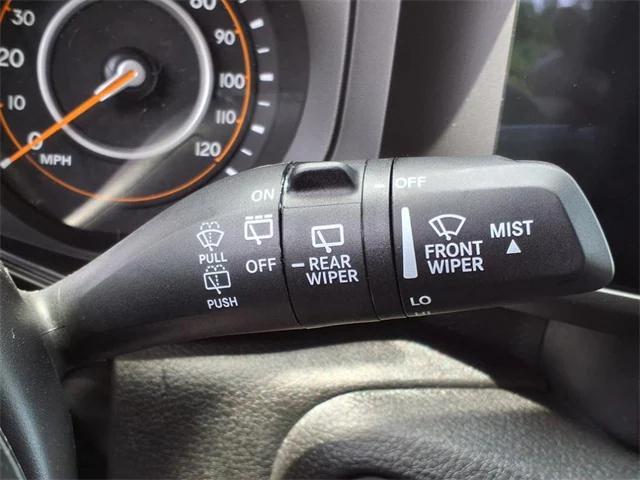 30
20
10
0
MPH
80
90
100
110
120
ON
OFF
PULL
PUSH
REAR
WIPER
OFF
FRONT
WIPER
MIST
LO
HI